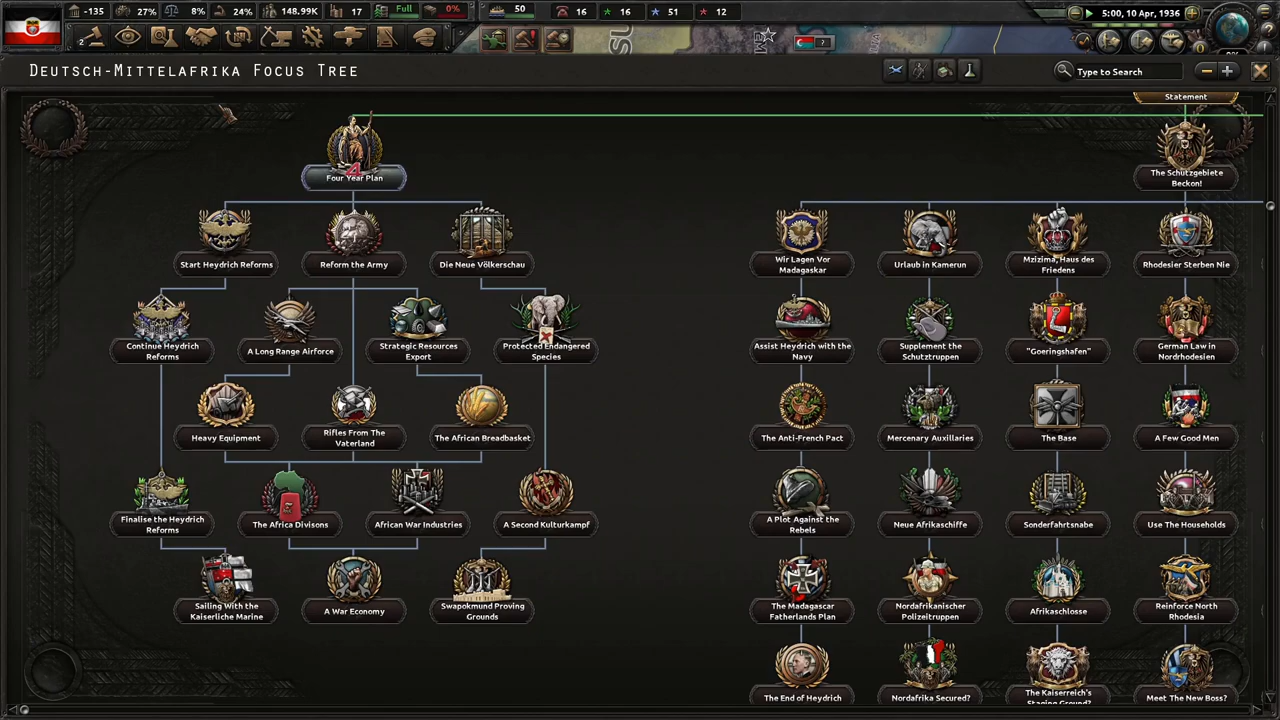 -135
27%
8%
24%
148.99K
17
Full
0%
50
16
16
51
12
5:00, 10 Apr, 1936
2
0
?
Deutsch-Mittelafrika Focus Tree
Type to Search
Statement
Four Year Plan
The Schutzgebiete
Beckon!
Start Heydrich Reforms
Reform the Army
Die Neue Völkerschau
Wir Lagen Vor
Madagaskar
Urlaub in Kamerun
Mzizima, Haus des
Friedens
Rhodesier Sterben Nie
Continue Heydrich
Reforms
A Long Range Airforce
Strategic Resources
Export
Protected Endangered
Species
Assist Heydrich with the
Navy
Supplement the
Schutztruppen
"Goeringshafen"
German Law in
Nordrhodesien
Heavy Equipment
Rifles From The
Vaterland
The African Breadbasket
The Anti-French Pact
Mercenary Auxillaries
The Base
A Few Good Men
Finalise the Heydrich
Reforms
The Africa Divisons
African War Industries
A Second Kulturkampf
A Plot Against the
Rebels
Neue Afrikaschiffe
Sonderfahrtsnabe
Use The Households
Sailing With the
Kaiserliche Marine
A War Economy
Swapokmund Proving
Grounds
The Madagascar
Fatherlands Plan
Nordafrikanischer
Polizeitruppen
Afrikaschlosse
Reinforce North
Rhodesia
The End of Heydrich
Nordafrika Secured?
The Kaiserreich's
Staging Ground?
Meet The New Boss?